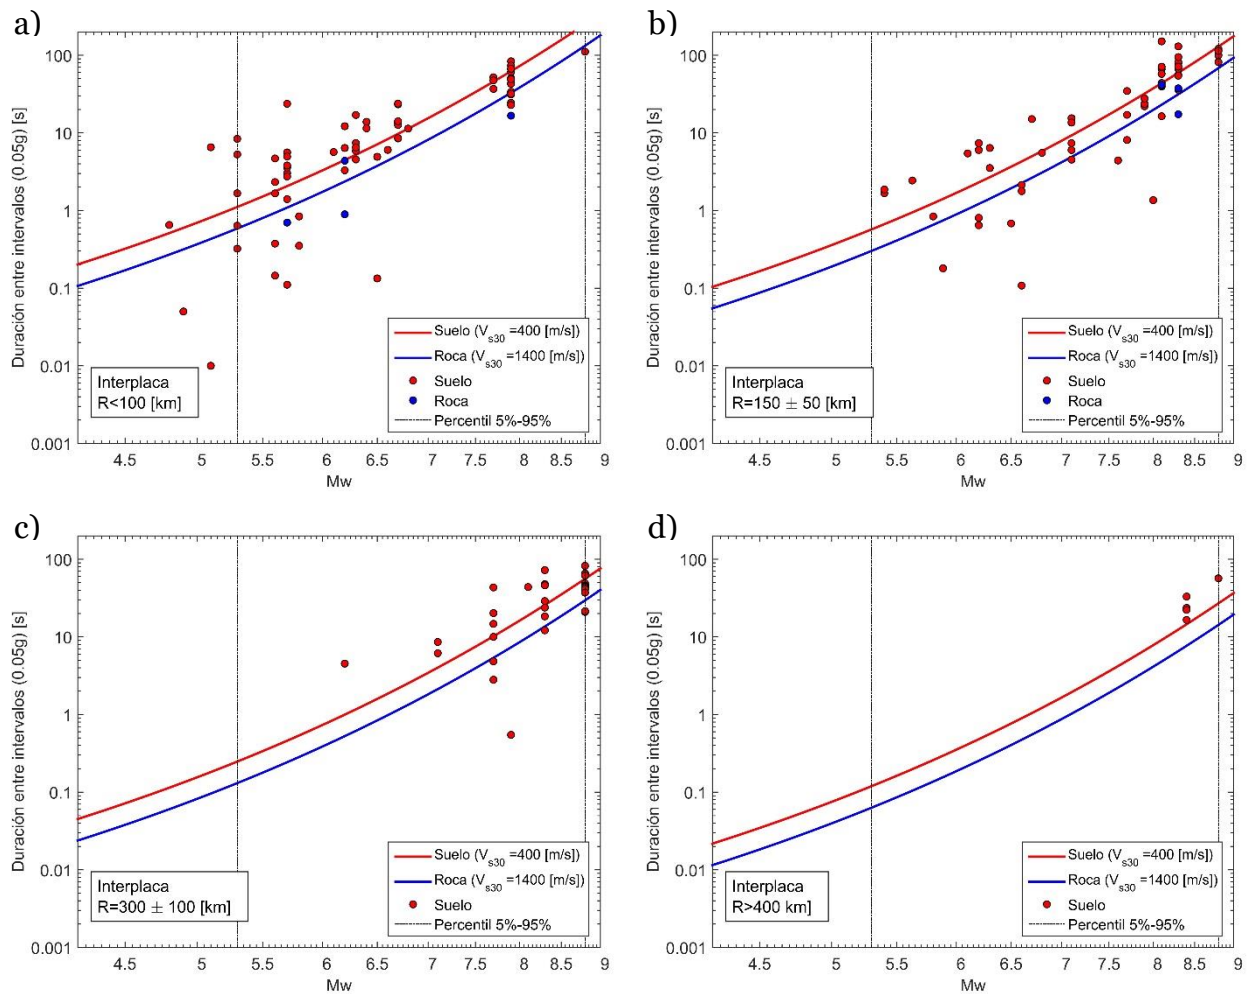 a)
100
10
1
0.1
0.01
0.001
Duración entre intervalos (0.05g) [s]
Suelo (Vs30 =400 [m/s])
Roca (Vs30 =1400 [m/s])
Suelo
Roca
Percentil 5%-95%
Interplaca
R<100 [km]
4.5 5 5.5 6 6.5 7 7.5 8 8.5 9
Mw
b)
100
10
1
0.1
0.01
0.001
Duración entre intervalos (0.05g) [s]
Suelo (Vs30 =400 [m/s])
Roca (Vs30 =1400 [m/s])
Suelo
Roca
Percentil 5%-95%
Interplaca
R=150 ± 50 [km]
4.5 5 5.5 6 6.5 7 7.5 8 8.5 9
Mw
c)
100
10
1
0.1
0.01
0.001
Duración entre intervalos (0.05g) [s]
Suelo (Vs30 =400 [m/s])
Roca (Vs30 =1400 [m/s])
Suelo
Percentil 5%-95%
Interplaca
R=300 ± 100 [km]
4.5 5 5.5 6 6.5 7 7.5 8 8.5 9
Mw
d)
100
10
1
0.1
0.01
0.001
Duración entre intervalos (0.05g) [s]
Suelo (Vs30 =400 [m/s])
Roca (Vs30 =1400 [m/s])
Suelo
Percentil 5%-95%
Interplaca
R>400 km]
4.5 5 5.5 6 6.5 7 7.5 8 8.5 9
Mw